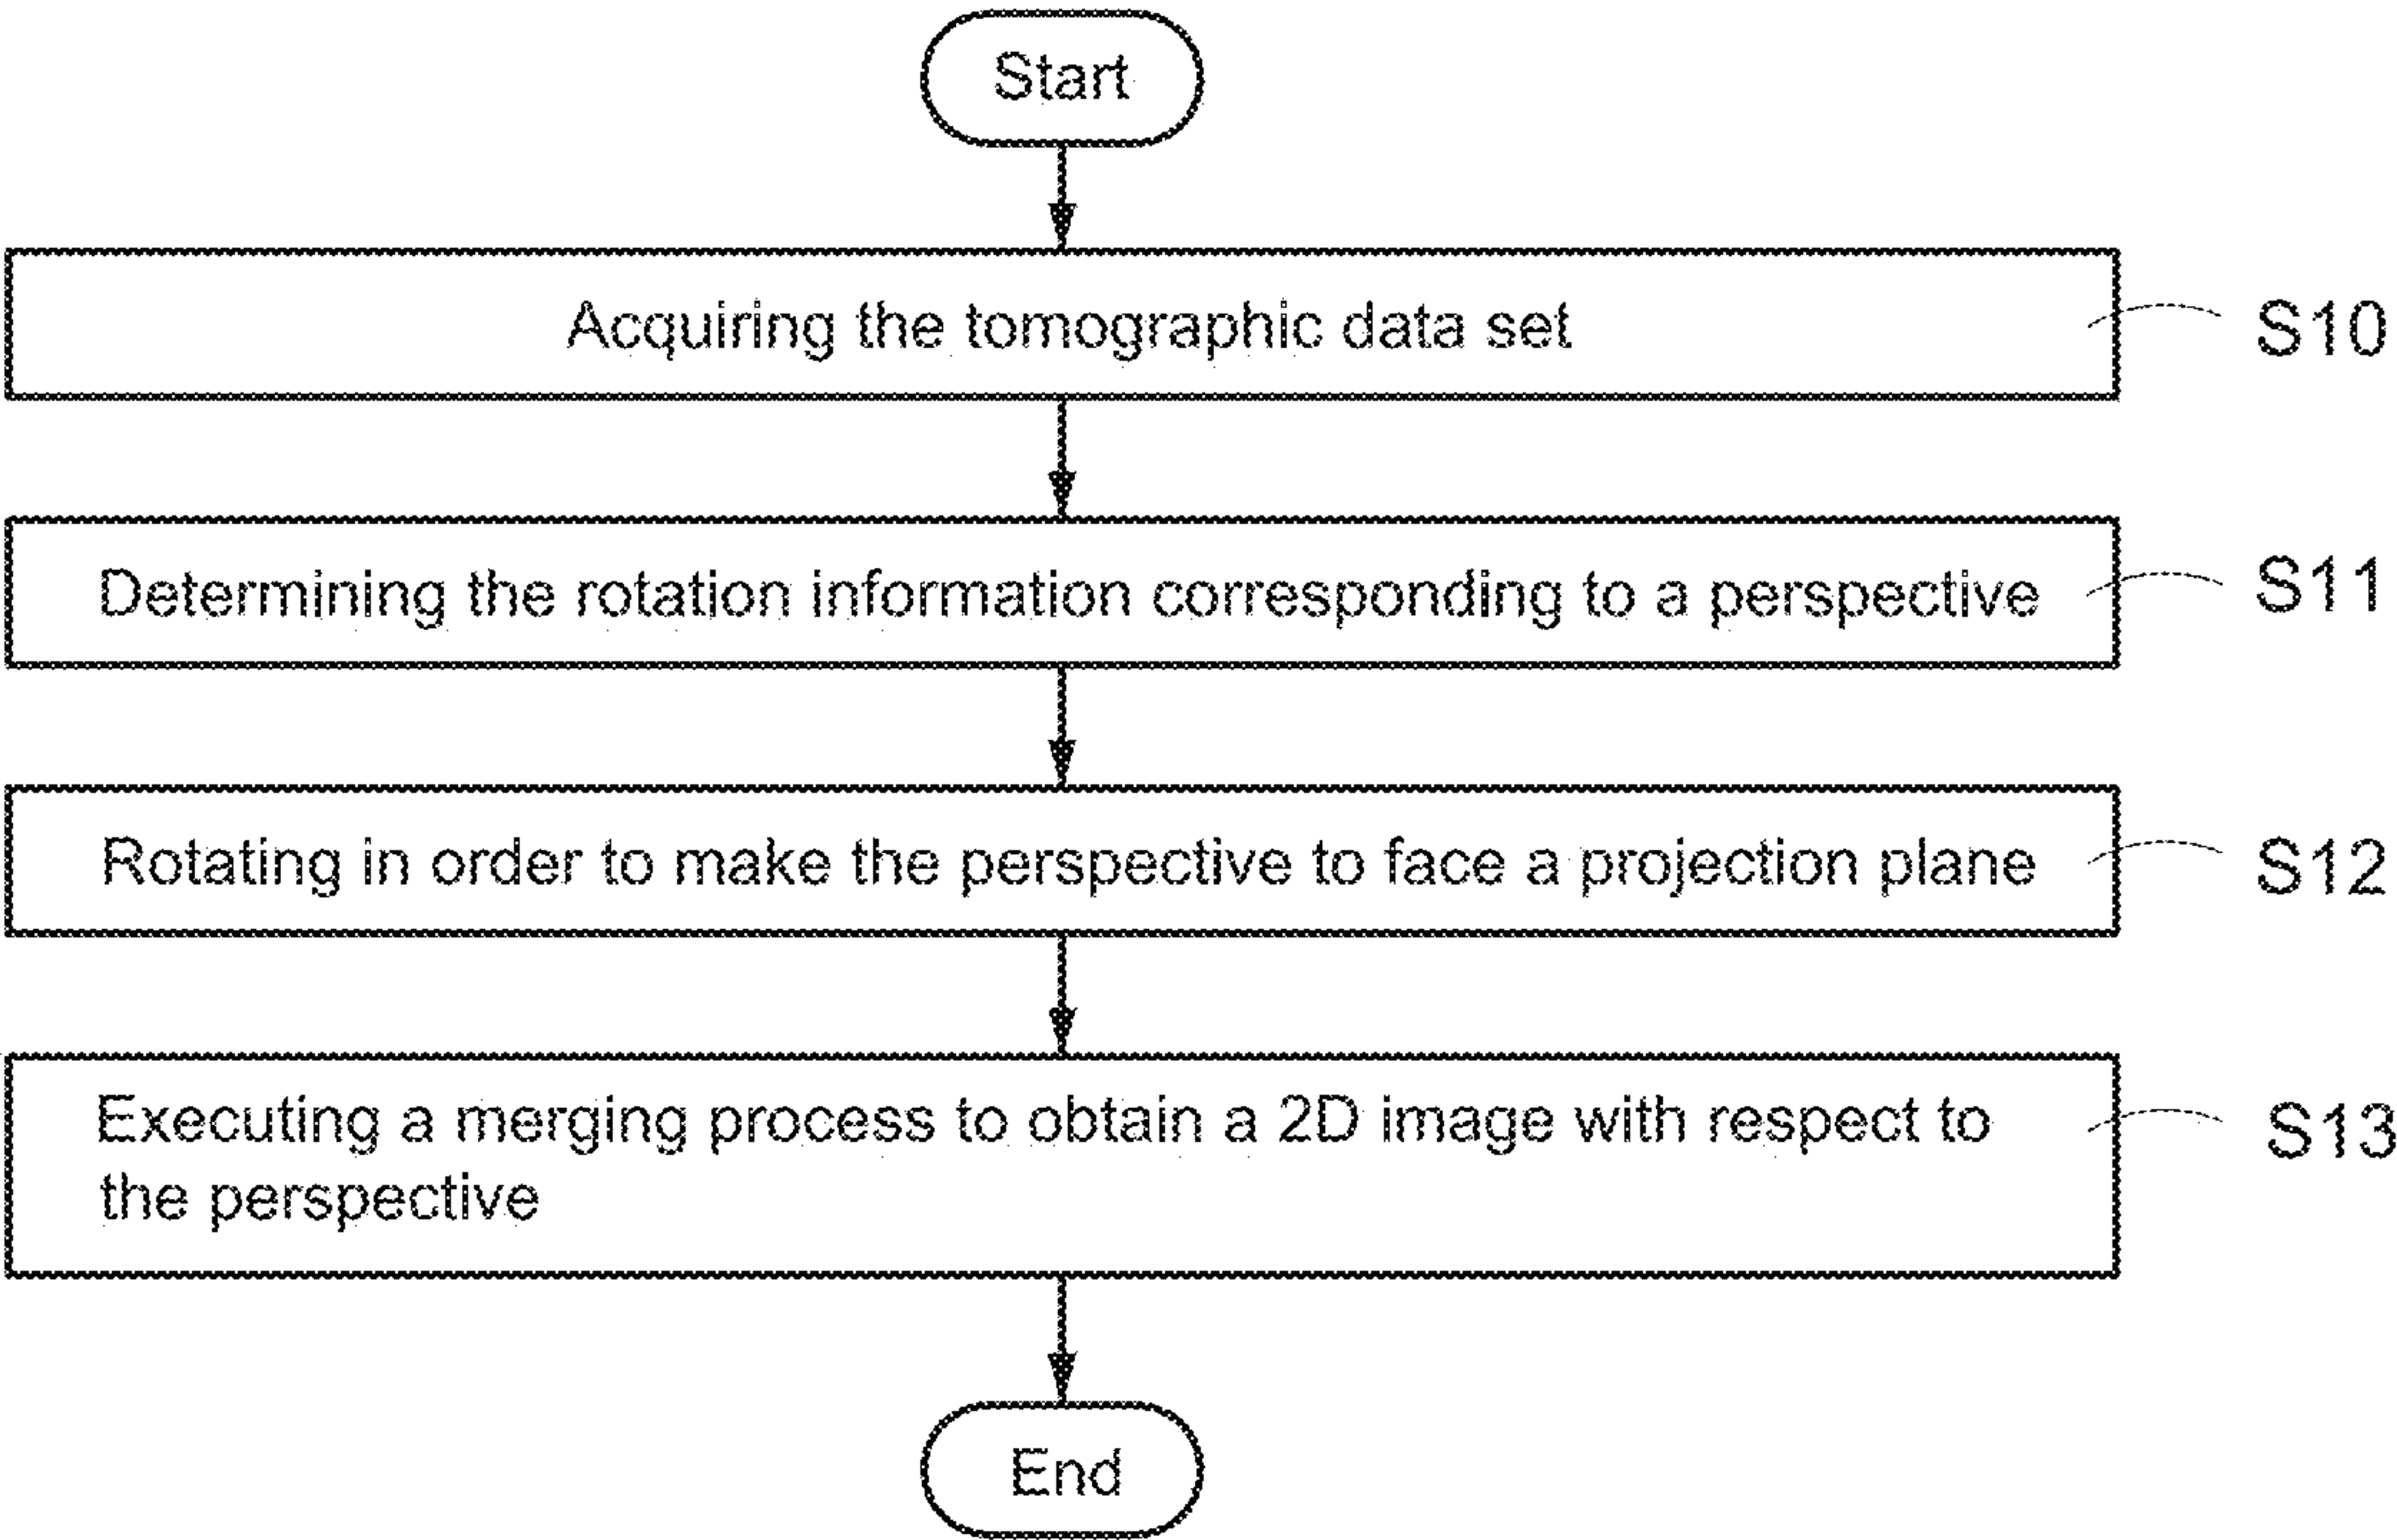 Start
Acquiring the tomographic data set
S10
Determining the rotation information corresponding to a perspective
S11
Rotating in order to make the perspective to face a projection plane
S12
Executing a merging process to obtain a 2D image with respect to
the perspective
S13
End